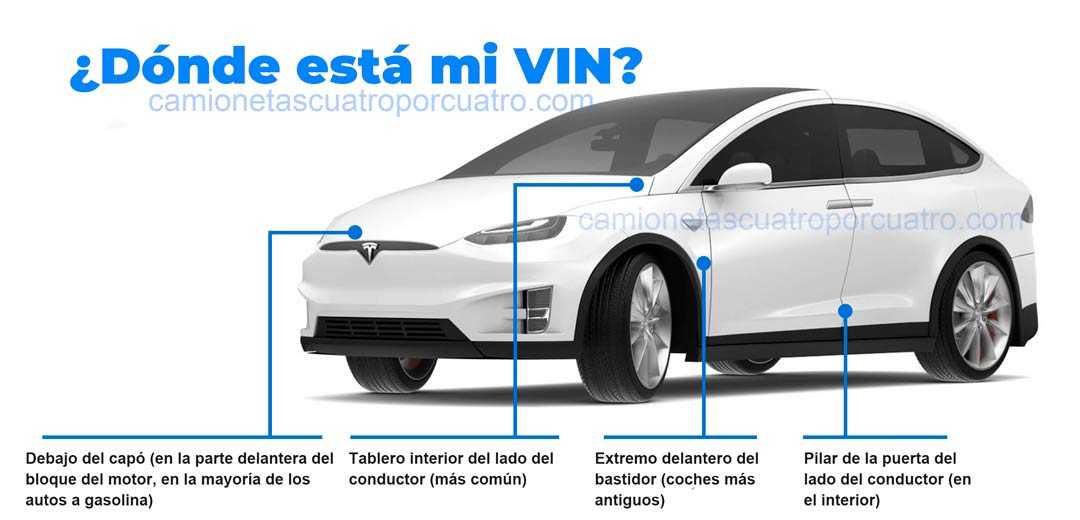 ¿Dónde está mi VIN?
camionetascuatroporcuatro.com
camionetascuatroporcuatro.com
Debajo del capó (en la parte delantera del
bloque del motor, en la mayoría de los
autos a gasolina)
Tablero interior del lado del
conductor (más común)
Extremo delantero del
bastidor (coches más
antiguos)
Pilar de la puerta del
lado del conductor (en
el interior)